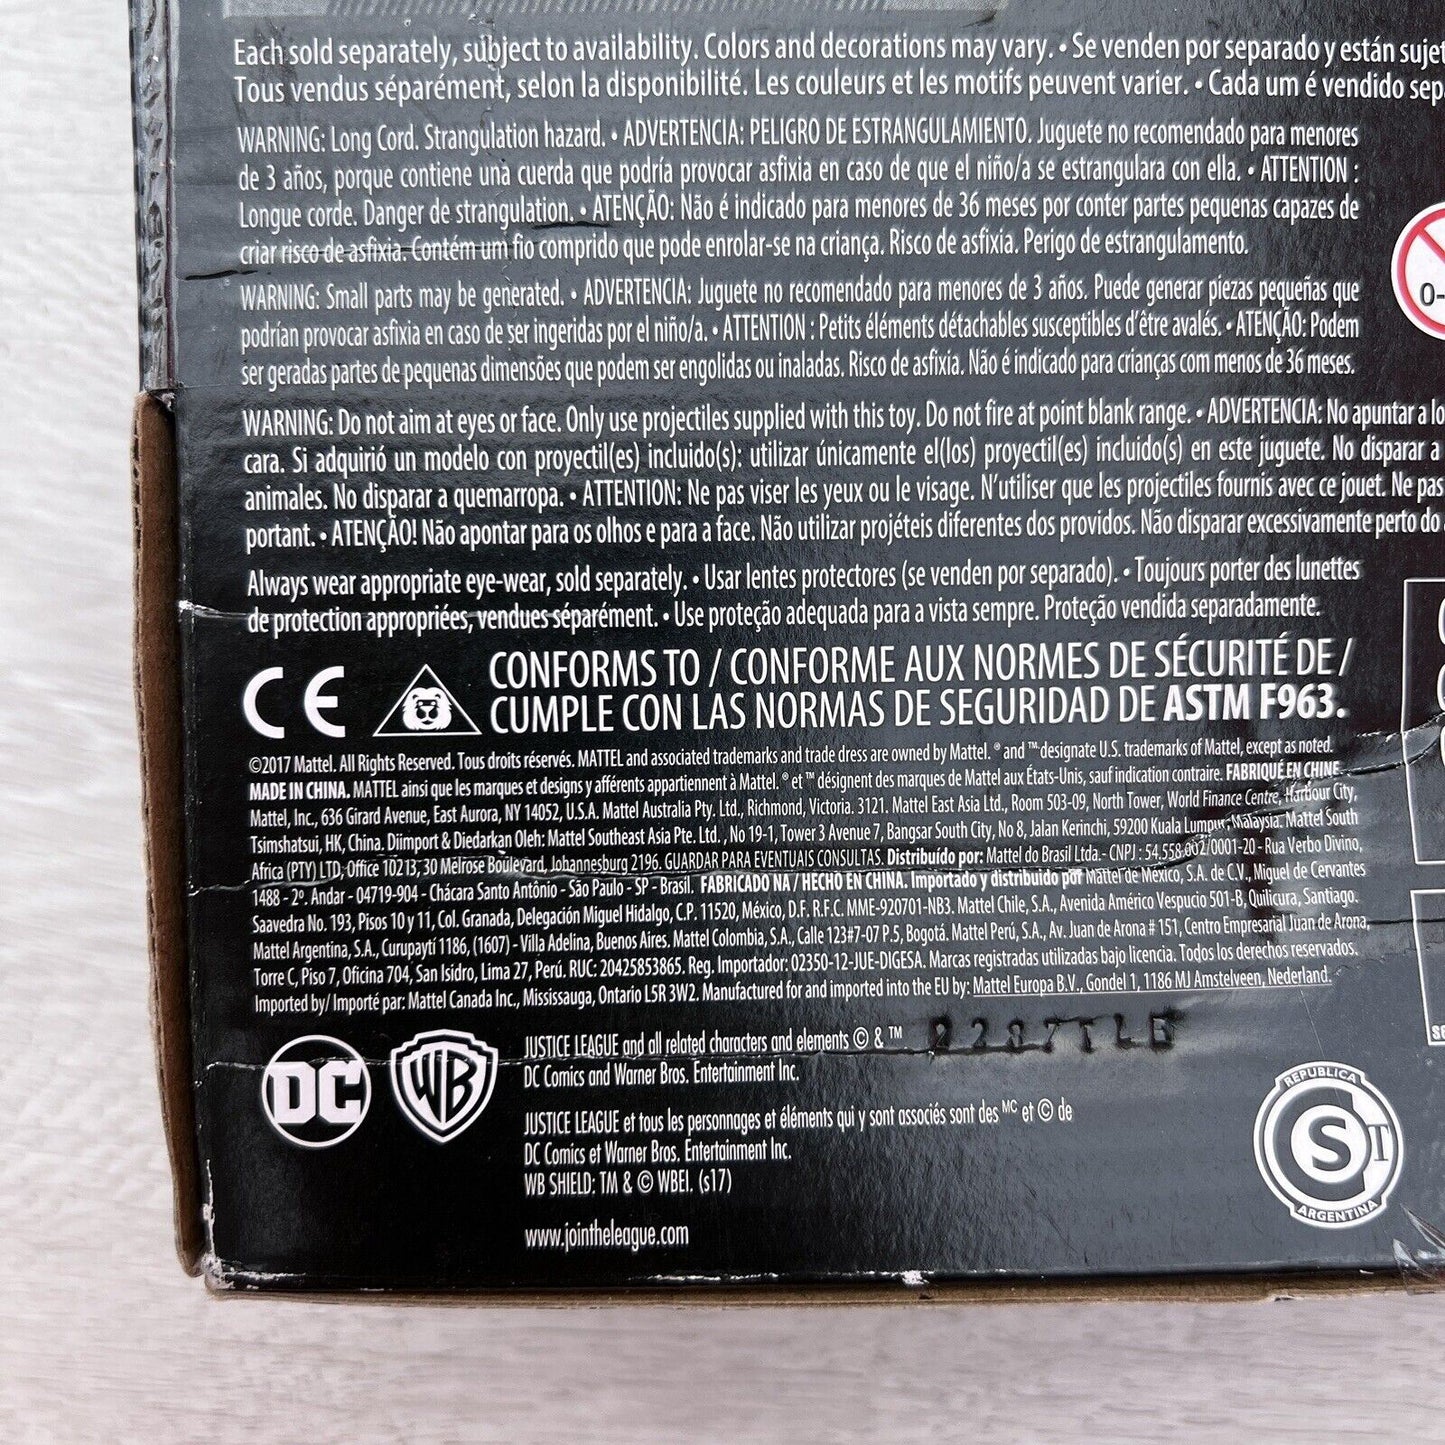 Each sold separately, subject to availability. Colors and decorations may vary. • Se venden por separado y están sujet
Tous vendus séparément, selon la disponibilité. Les couleurs et les motifs peuvent varier. • Cada um é vendido sep
WARNING: Long Cord. Strangulation hazard. • ADVERTENCIA: PELIGRO DE ESTRANGULAMIENTO. Juguete no recomendado para menores
de 3 años, porque contiene una cuerda que podría provocar asfixia en caso de que el niño/a se estrangulara con ella. • ATTENTION :
Longue corde. Danger de strangulation. • ATENÇÃO: Não é indicado para menores de 36 meses por conter partes pequenas capazes de
criar risco de asfixia. Contém um fio comprido que pode enrolar-se na criança. Risco de asfixia. Perigo de estrangulamento.
WARNING: Small parts may be generated. • ADVERTENCIA: Juguete no recomendado para menores de 3 años. Puede generar piezas pequeñas que
podrían provocar asfixia en caso de ser ingeridas por el niño/a. • ATTENTION : Petits éléments détachables susceptibles d'être avalés. • ATENÇÃO: Podem
ser geradas partes de pequenas dimensões que podem ser engolidas ou inaladas. Risco de asfixia. Não é indicado para crianças com menos de 36 meses.
0-
WARNING: Do not aim at eyes or face. Only use projectiles supplied with this toy. Do not fire at point blank range. • ADVERTENCIA: No apuntar a lo
cara. Si adquirió un modelo con proyectil(es) incluido(s): utilizar únicamente el(los) proyectil(es) incluido(s) en este juguete. No disparar a
animales. No disparar a quemarropa. • ATTENTION: Ne pas viser les yeux ou le visage. N'utiliser que les projectiles fournis avec ce jouet. Ne pas
portant. • ATENÇÃO! Não apontar para os olhos e para a face. Não utilizar projéteis diferentes dos providos. Não disparar excessivamente perto do
Always wear appropriate eye-wear, sold separately. • Usar lentes protectores (se venden por separado). • Toujours porter des lunettes
de protection appropriées, vendues séparément. • Use proteção adequada para a vista sempre. Proteção vendida separadamente.
CE CONFORMS TO / CONFORME AUX NORMES DE SÉCURITÉ DE /
CUMPLE CON LAS NORMAS DE SEGURIDAD DE ASTM F963.
©2017 Mattel. All Rights Reserved. Tous droits réservés. MATTEL and associated trademarks and trade dress are owned by Mattel. ® and ™ designate U.S. trademarks of Mattel, except as noted.
MADE IN CHINA. MATTEL ainsi que les marques et designs y afférents appartiennent à Mattel. ® et ™ désignent des marques de Mattel aux États-Unis, sauf indication contraire. FABRIQUÉ EN CHINE.
Mattel, Inc., 636 Girard Avenue, East Aurora, NY 14052, U.S.A. Mattel Australia Pty. Ltd., Richmond, Victoria. 3121. Mattel East Asia Ltd., Room 503-09, North Tower, World Finance Centre, Harbour City,
Tsimshatsui, HK, China. Diimport & Diedarkan Oleh: Mattel Southeast Asia Pte. Ltd. , No 19-1, Tower 3 Avenue 7, Bangsar South City, No 8, Jalan Kerinchi, 59200 Kuala Lumpur, Malaysia. Mattel South
Africa (PTY) LTD, Office 10213, 30 Melrose Boulevard, Johannesburg 2196. GUARDAR PARA EVENTUAIS CONSULTAS. Distribuído por: Mattel do Brasil Ltda.- CNPJ : 54.558.002/0001-20 - Rua Verbo Divino,
1488 - 2º. Andar - 04719-904 - Chácara Santo Antônio - São Paulo - SP - Brasil. FABRICADO NA / HECHO EN CHINA. Importado y distribuido por Mattel de México, S.A. de C.V., Miguel de Cervantes
Saavedra No. 193, Pisos 10 y 11, Col. Granada, Delegación Miguel Hidalgo, C.P. 11520, México, D.F. R.F.C. MME-920701-NB3. Mattel Chile, S.A., Avenida Américo Vespucio 501-B, Quilicura, Santiago.
Mattel Argentina, S.A., Curupaytí 1186, (1607) - Villa Adelina, Buenos Aires. Mattel Colombia, S.A., Calle 123#7-07 P.5, Bogotá. Mattel Perú, S.A., Av. Juan de Arona # 151, Centro Empresarial Juan de Arona,
Torre C, Piso 7, Oficina 704, San Isidro, Lima 27, Perú. RUC: 20425853865. Reg. Importador: 02350-12-JUE-DIGESA. Marcas registradas utilizadas bajo licencia. Todos los derechos reservados.
Imported by/ Importé par: Mattel Canada Inc., Mississauga, Ontario L5R 3W2. Manufactured for and imported into the EU by: Mattel Europa B.V., Gondel 1, 1186 MJ Amstelveen, Nederland.
DC WB
JUSTICE LEAGUE and all related characters and elements © & ™
DC Comics and Warner Bros. Entertainment Inc.
JUSTICE LEAGUE et tous les personnages et éléments qui y sont associés sont des MC et © de
DC Comics et Warner Bros. Entertainment Inc.
WB SHIELD: TM & © WBEI. (s17)
www.jointheleague.com
REPUBLICA
S T
ARGENTINA